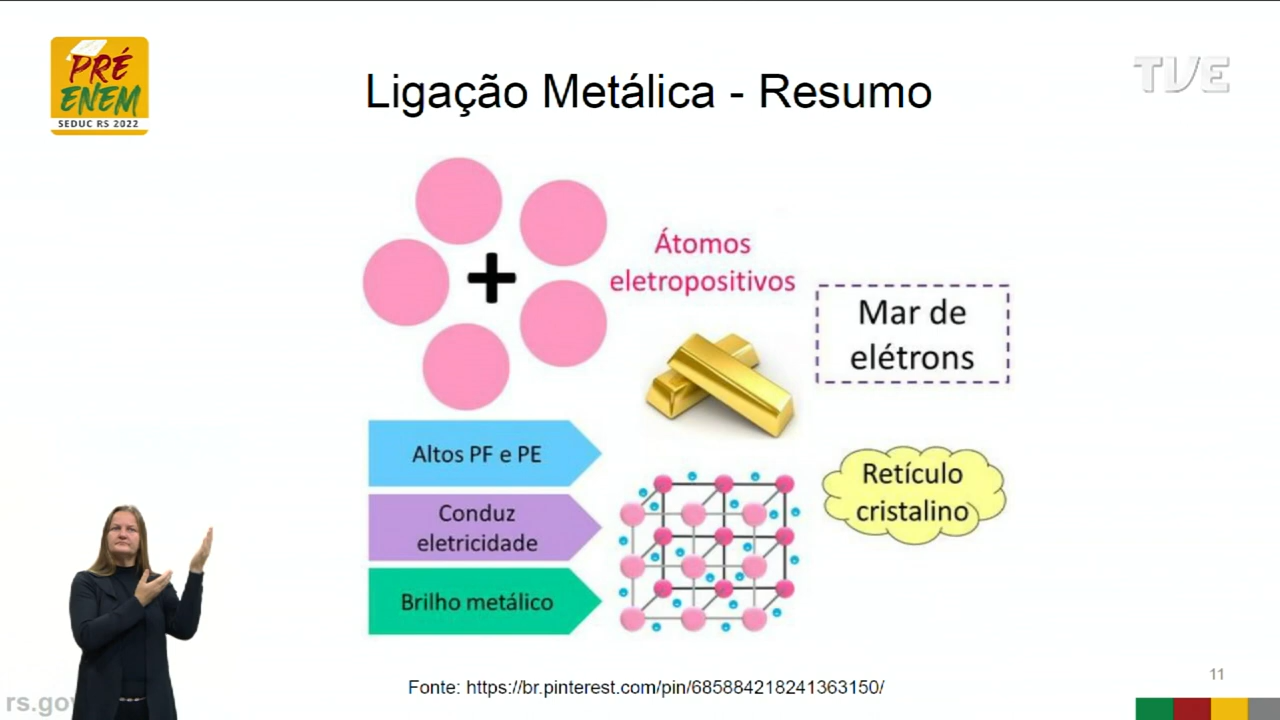 PRÉ
ENEM
SEDUC RS 2022
Ligação Metálica - Resumo
TVE
Átomos
eletropositivos
Mar de
elétrons
Altos PF e PE
Conduz
eletricidade
Brilho metálico
Retículo
cristalino
Fonte: https://br.pinterest.com/pin/685884218241363150/
11
rs.gov